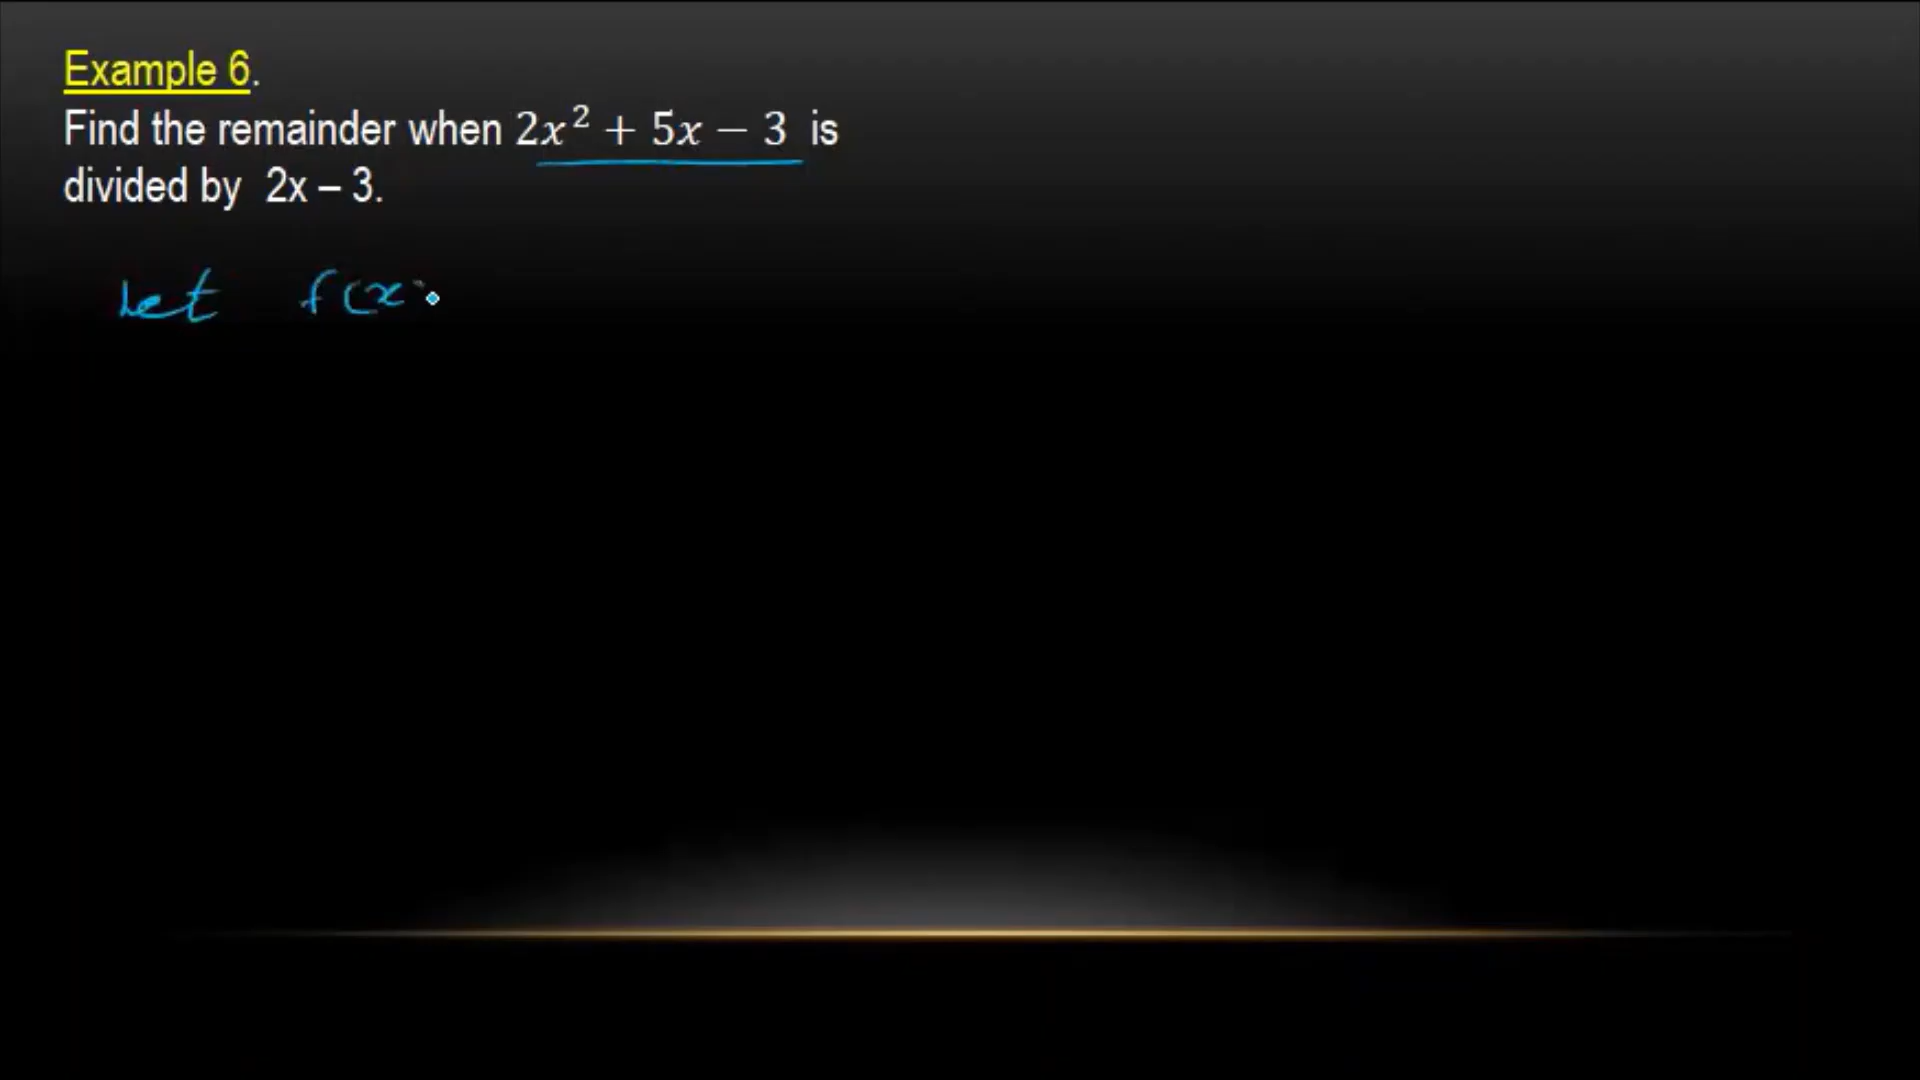 Example 6.
Find the remainder when 2x² + 5x − 3 is
divided by 2x – 3.
Let f(x)